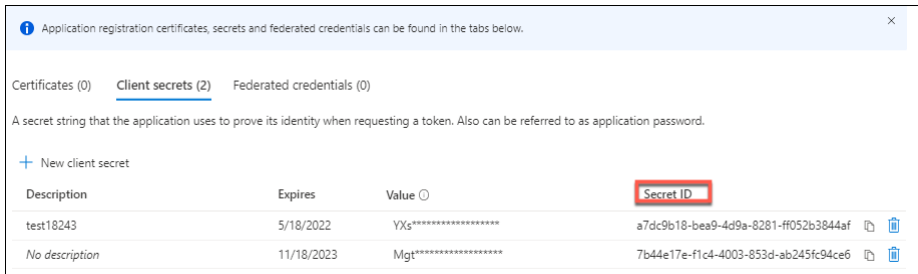 Application registration certificates, secrets and federated credentials can be found in the tabs below.
Certificates (0) Client secrets (2) Federated credentials (0)
A secret string that the application uses to prove its identity when requesting a token. Also can be referred to as application password.
New client secret
Description Expires Value Secret ID
test18243 5/18/2022 YXs****************** a7dc9b18-bea9-4d9a-8281-ff052b3844af
No description 11/18/2023 Mgt****************** 7b44e17e-f1c4-4003-853d-ab245fc94ce6